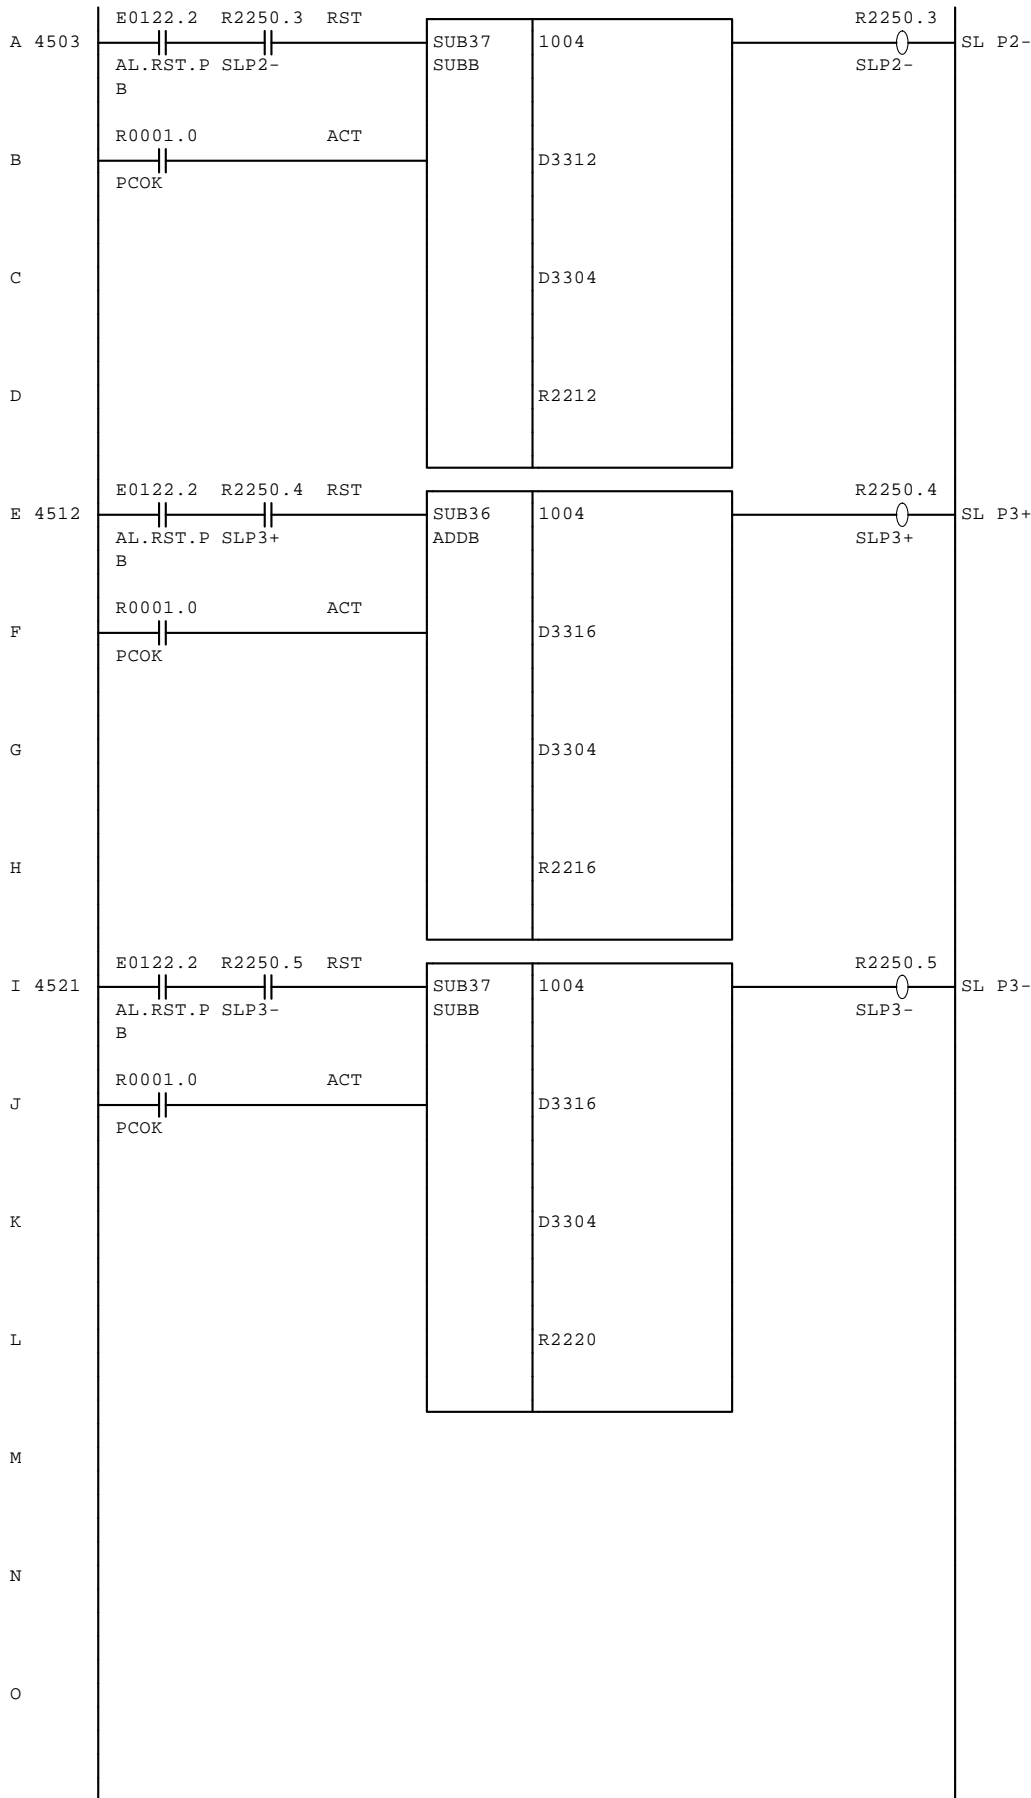 E0122.2 R2250.3 RST R2250.3
A 4503 SUB37 1004 SL P2-
AL.RST.P SLP2- SUBB SLP2-
B
R0001.0 ACT
B D3312
PCOK
C D3304
D R2212
E0122.2 R2250.4 RST R2250.4
E 4512 SUB36 1004 SL P3+
AL.RST.P SLP3+ ADDB SLP3+
B
R0001.0 ACT
F D3316
PCOK
G D3304
H R2216
E0122.2 R2250.5 RST R2250.5
I 4521 SUB37 1004 SL P3-
AL.RST.P SLP3- SUBB SLP3-
B
R0001.0 ACT
J D3316
PCOK
K D3304
L R2220
M
N
O